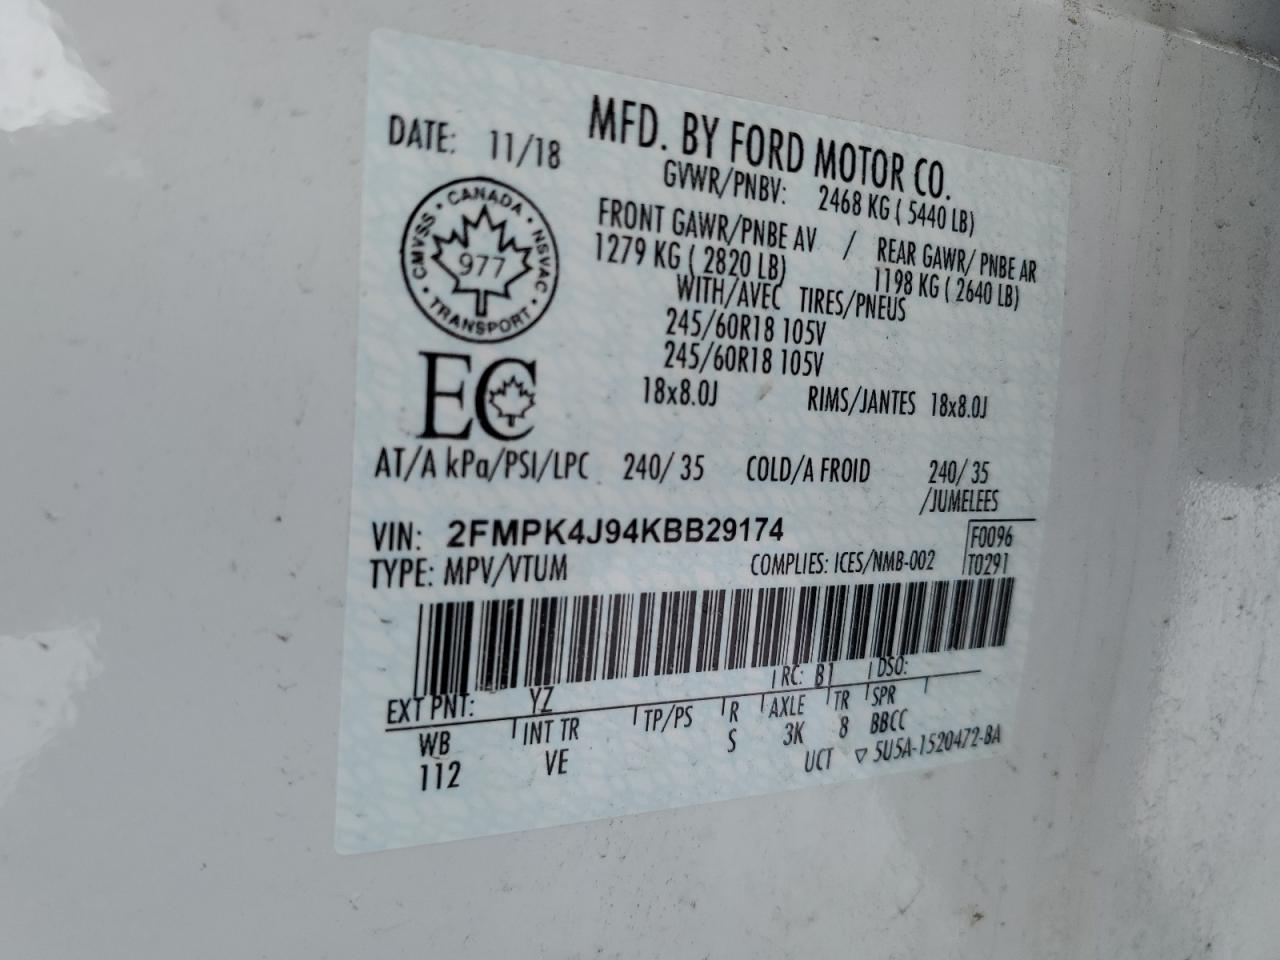 MFD. BY FORD MOTOR CO.
DATE: 11/18
GVWR/PNBV: 2468 KG ( 5440 LB)
FRONT GAWR/PNBE AV / REAR GAWR/ PNBE AR
1279 KG ( 2820 LB) 1198 KG ( 2640 LB)
WITH/AVEC TIRES/PNEUS
245/60R18 105V
245/60R18 105V
18x8.0J RIMS/JANTES 18x8.0J
CANADA
CMVSS NSVAC
977
TRANSPORT
EC
AT/A kPa/PSI/LPC 240/ 35 COLD/A FROID 240/ 35
/JUMELEES
VIN: 2FMPK4J94KBB29174
F0096
TYPE: MPV/VTUM COMPLIES: ICES/NMB-002 T0291
EXT PNT: YZ RC: B1 DSO:
WB INT TR TP/PS R AXLE TR SPR
112 VE S 3K 8 BBCC
UCT ▽ 5U5A-1520472-BA